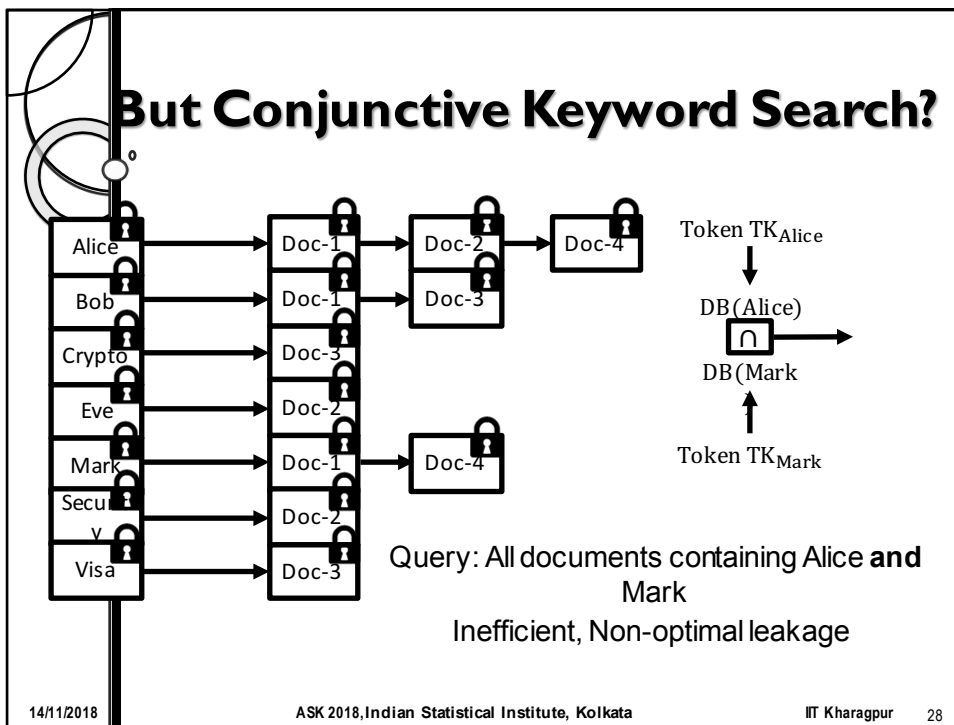 But Conjunctive Keyword Search?
Alice Doc-1 Doc-2 Doc-4
Bob Doc-1 Doc-3
Crypto Doc-3
Eve Doc-2
Mark Doc-1 Doc-4
Security Doc-2
Visa Doc-3
Token TKAlice
DB(Alice)
∩
DB(Mark
)
Token TKMark
Query: All documents containing Alice and
Mark
Inefficient, Non-optimal leakage
14/11/2018 ASK 2018, Indian Statistical Institute, Kolkata IIT Kharagpur 28